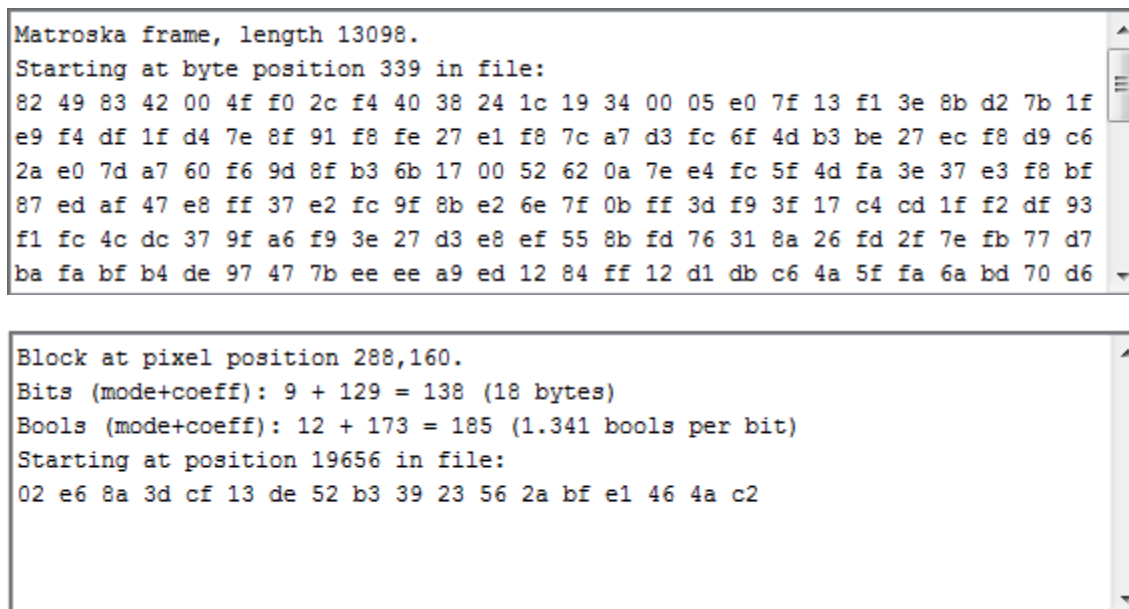 Matroska frame, length 13098.
Starting at byte position 339 in file:
82 49 83 42 00 4f f0 2c f4 40 38 24 1c 19 34 00 05 e0 7f 13 f1 3e 8b d2 7b 1f
e9 f4 df 1f d4 7e 8f 91 f8 fe 27 e1 f8 7c a7 d3 fc 6f 4d b3 be 27 ec f8 d9 c6
2a e0 7d a7 60 f6 9d 8f b3 6b 17 00 52 62 0a 7e e4 fc 5f 4d fa 3e 37 e3 f8 bf
87 ed af 47 e8 ff 37 e2 fc 9f 8b e2 6e 7f 0b ff 3d f9 3f 17 c4 cd 1f f2 df 93
f1 fc 4c dc 37 9f a6 f9 3e 27 d3 e8 ef 55 8b fd 76 31 8a 26 fd 2f 7e fb 77 d7
ba fa bf b4 de 97 47 7b ee ee a9 ed 12 84 ff 12 d1 db c6 4a 5f fa 6a bd 70 d6
Block at pixel position 288,160.
Bits (mode+coeff): 9 + 129 = 138 (18 bytes)
Bools (mode+coeff): 12 + 173 = 185 (1.341 bools per bit)
Starting at position 19656 in file:
02 e6 8a 3d cf 13 de 52 b3 39 23 56 2a bf e1 46 4a c2